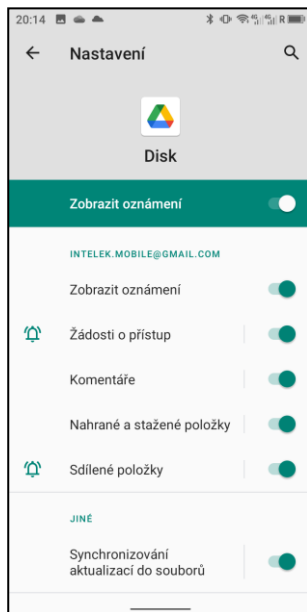 20:14
Nastavení
Disk
Zobrazit oznámení
INTELEK.MOBILE@GMAIL.COM
Zobrazit oznámení
Žádosti o přístup
Komentáře
Nahrané a stažené položky
Sdílené položky
JINÉ
Synchronizování
aktualizací do souborů